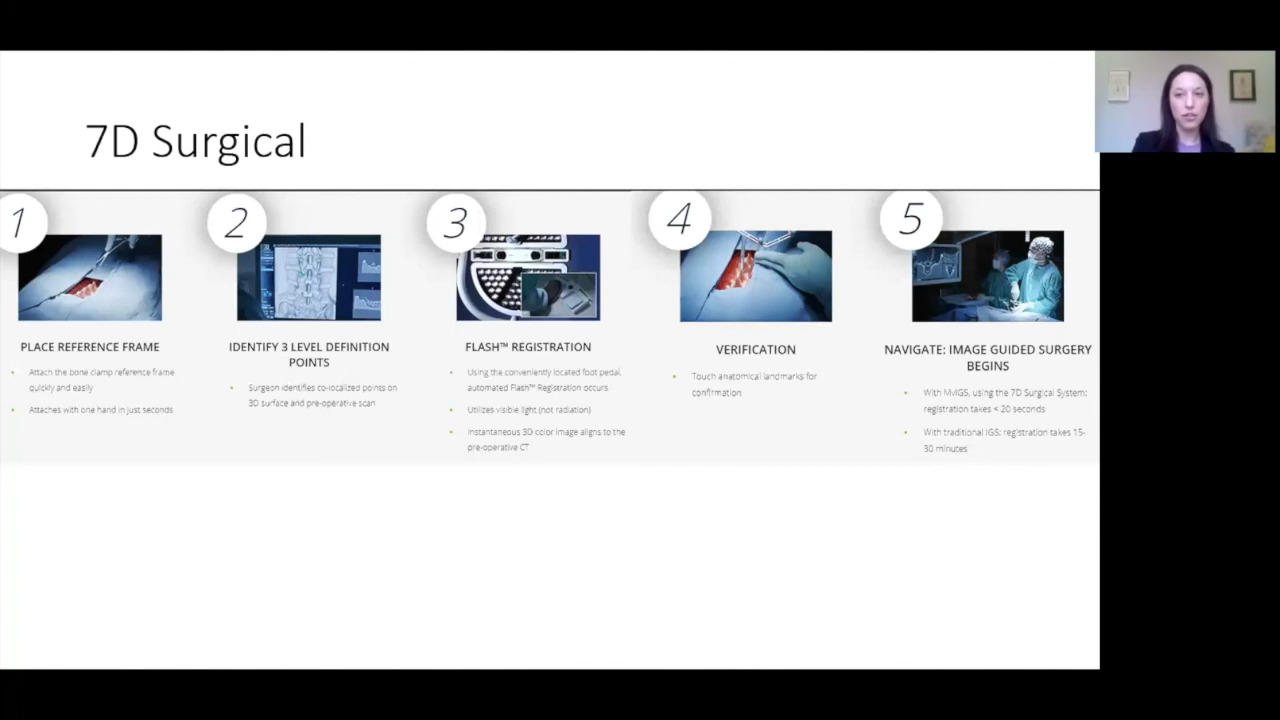 7D Surgical
1
PLACE REFERENCE FRAME
Attach the bone clamp reference frame
quickly and easily
Attaches with one hand in just seconds
2
IDENTIFY 3 LEVEL DEFINITION
POINTS
Surgeon identifies co-localized points on
3D surface and pre-operative scan
3
FLASH™ REGISTRATION
Using the conveniently located foot pedal,
automated Flash™ Registration occurs
Utilizes visible light (not radiation)
Instantaneous 3D color image aligns to the
pre-operative CT
4
VERIFICATION
Touch anatomical landmarks for
confirmation
5
NAVIGATE: IMAGE GUIDED SURGERY
BEGINS
With MvIGS, using the 7D Surgical System:
registration takes < 20 seconds
With traditional IGS: registration takes 15-
30 minutes